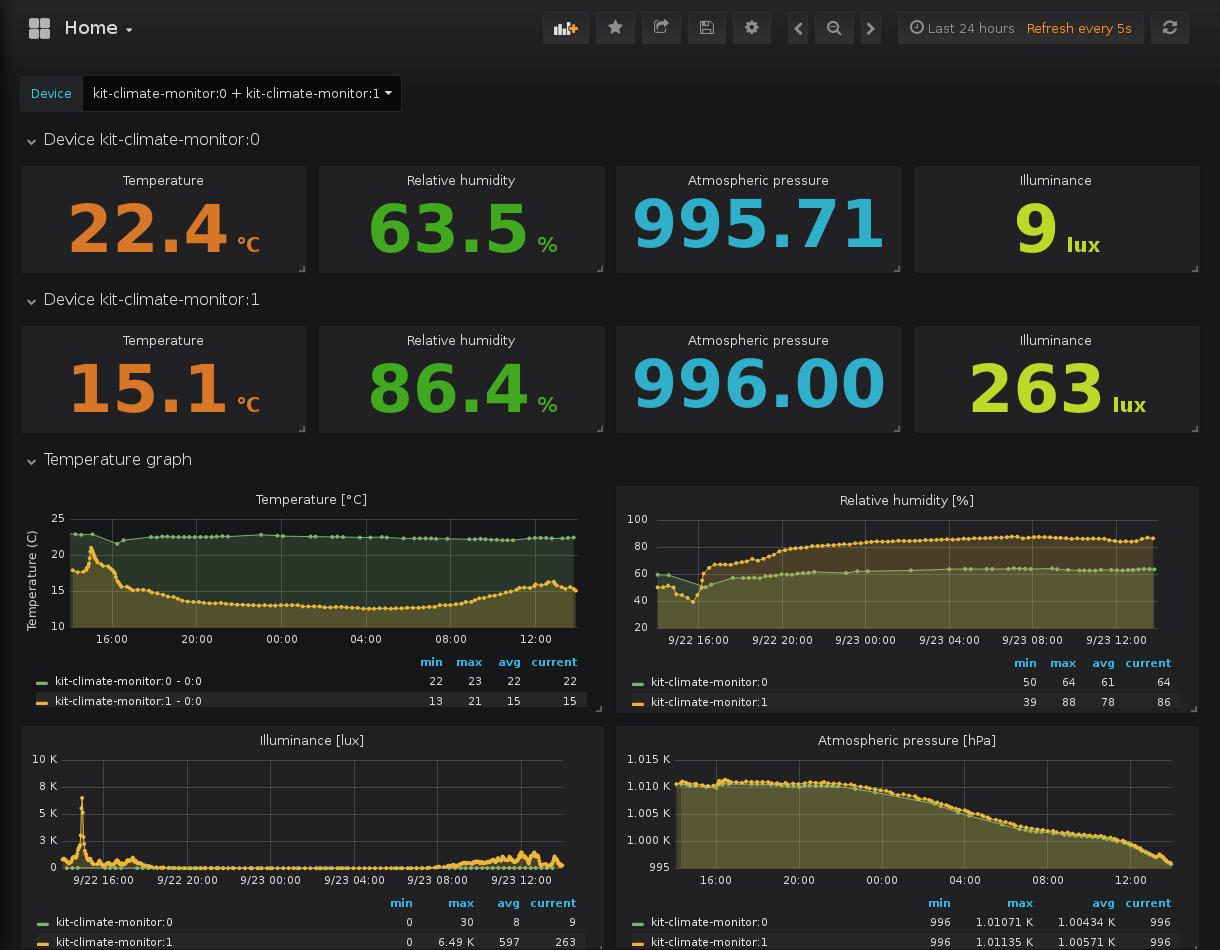 Home
Last 24 hours Refresh every 5s
Device kit-climate-monitor:0 + kit-climate-monitor:1
Device kit-climate-monitor:0
Temperature Relative humidity Atmospheric pressure Illuminance
22.4 °C 63.5 % 995.71 9 lux
Device kit-climate-monitor:1
Temperature Relative humidity Atmospheric pressure Illuminance
15.1 °C 86.4 % 996.00 263 lux
Temperature graph
Temperature [°C]
Temperature (C)
25
20
15
10
16:00 20:00 00:00 04:00 08:00 12:00
min max avg current
kit-climate-monitor:0 - 0:0 22 23 22 22
kit-climate-monitor:1 - 0:0 13 21 15 15
Relative humidity [%]
100
80
60
40
20
9/22 16:00 9/22 20:00 9/23 00:00 9/23 04:00 9/23 08:00 9/23 12:00
min max avg current
kit-climate-monitor:0 50 64 61 64
kit-climate-monitor:1 39 88 78 86
Illuminance [lux]
10 K
8 K
5 K
3 K
0
9/22 16:00 9/22 20:00 9/23 00:00 9/23 04:00 9/23 08:00 9/23 12:00
min max avg current
kit-climate-monitor:0 0 30 8 9
kit-climate-monitor:1 0 6.49 K 597 263
Atmospheric pressure [hPa]
1.015 K
1.010 K
1.005 K
1.000 K
995
16:00 20:00 00:00 04:00 08:00 12:00
min max avg current
kit-climate-monitor:0 996 1.01071 K 1.00434 K 996
kit-climate-monitor:1 996 1.01135 K 1.00571 K 996